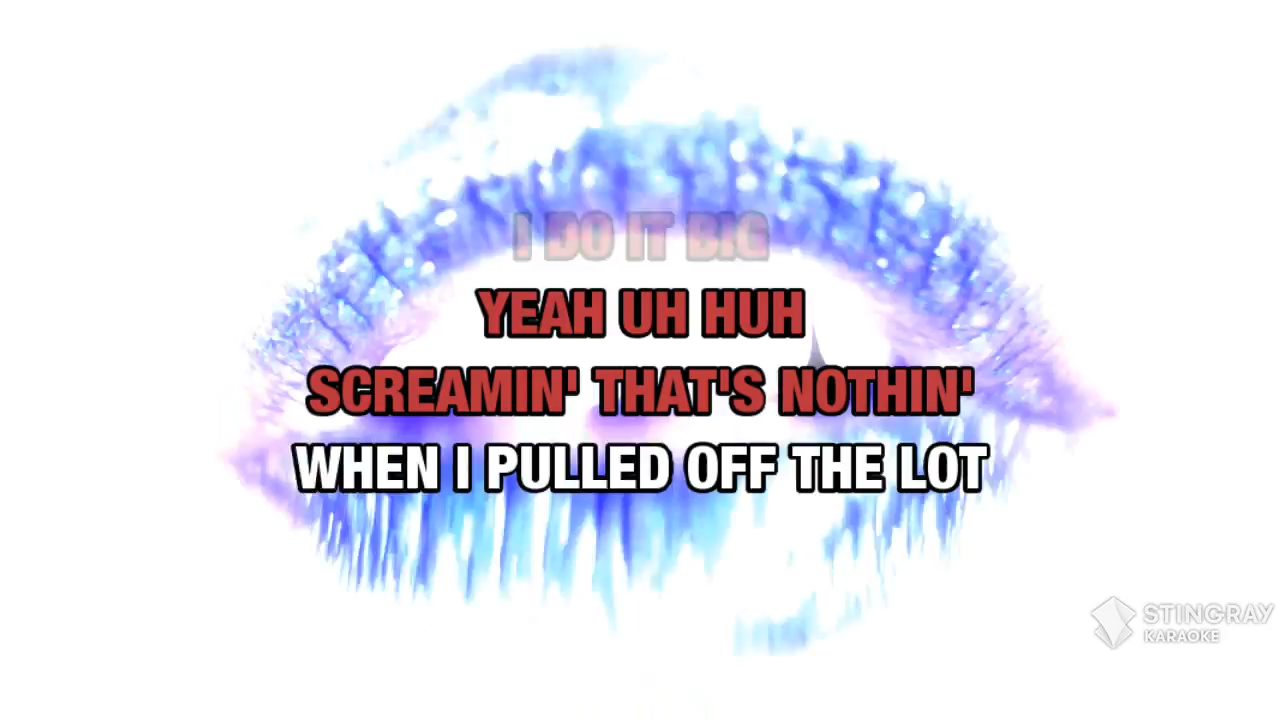 I DO IT BIG
YEAH UH HUH
SCREAMIN' THAT'S NOTHIN'
WHEN I PULLED OFF THE LOT
STINGRAY
KARAOKE